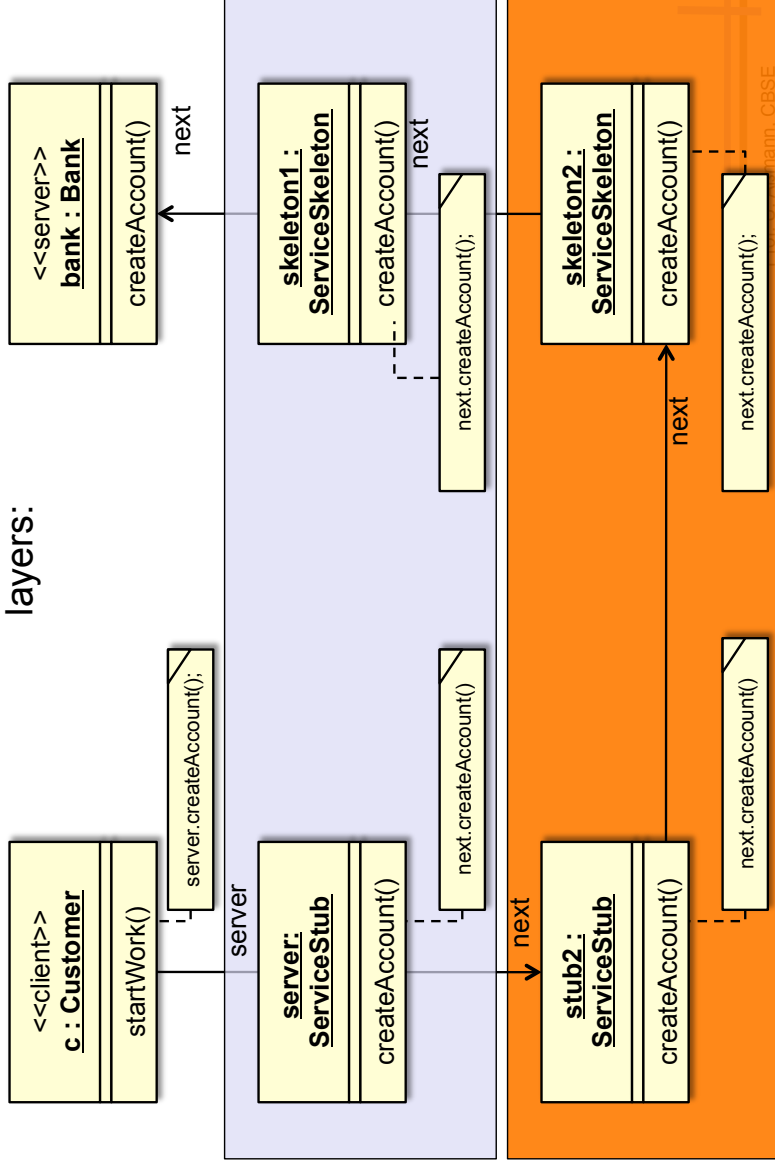 layers:
<<client>>
c : Customer
startWork()
server.createAccount();
server
<<server>>
bank : Bank
createAccount()
next
server:
ServiceStub
createAccount()
next.createAccount()
next
skeleton1 :
ServiceSkeleton
createAccount()
next
next.createAccount();
stub2 :
ServiceStub
createAccount()
next.createAccount()
next
skeleton2 :
ServiceSkeleton
createAccount()
next.createAccount();
CBSE